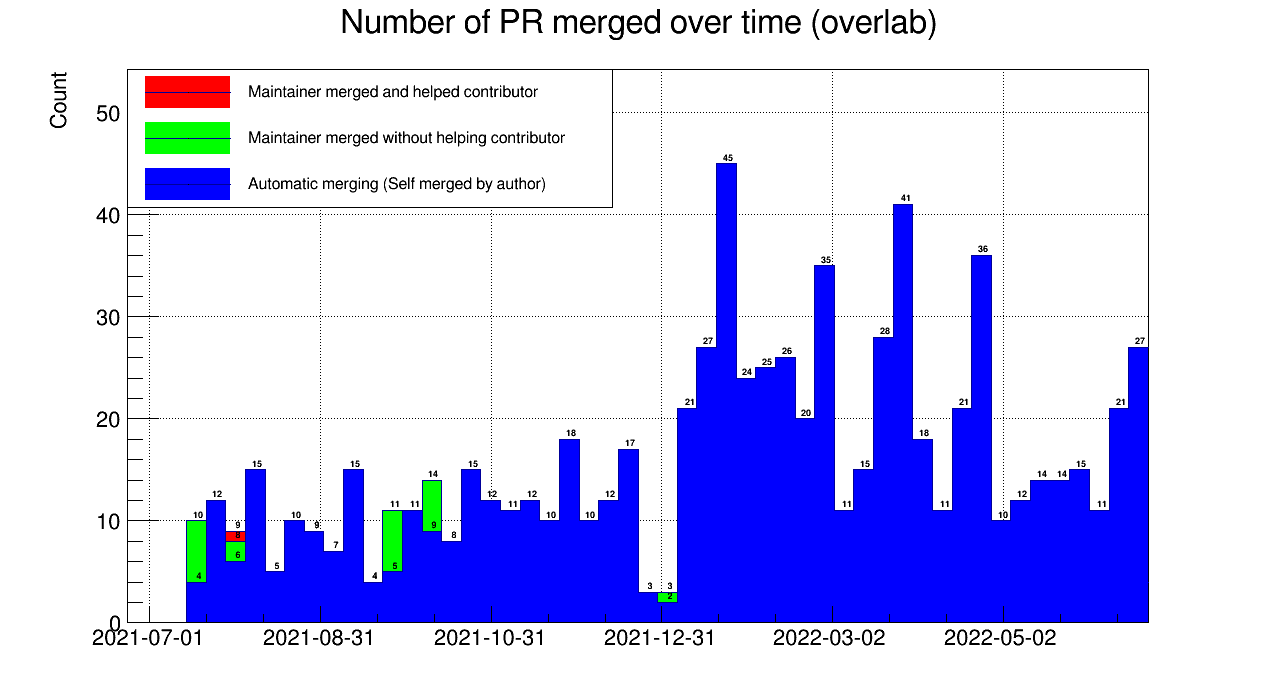 Number of PR merged over time (overlab)
Count
Maintainer merged and helped contributor
Maintainer merged without helping contributor
Automatic merging (Self merged by author)
50
40
30
20
10
0
10 4 12 9 8 6 15 5 10 9 7 15 4 11 5 11 14 9 8 15 12 11 12 10 18 10 12 17 3 3 2 21 27 45 24 25 26 20 35 11 15 28 41 18 11 21 36 10 12 14 14 15 11 21 27
2021-07-01 2021-08-31 2021-10-31 2021-12-31 2022-03-02 2022-05-02